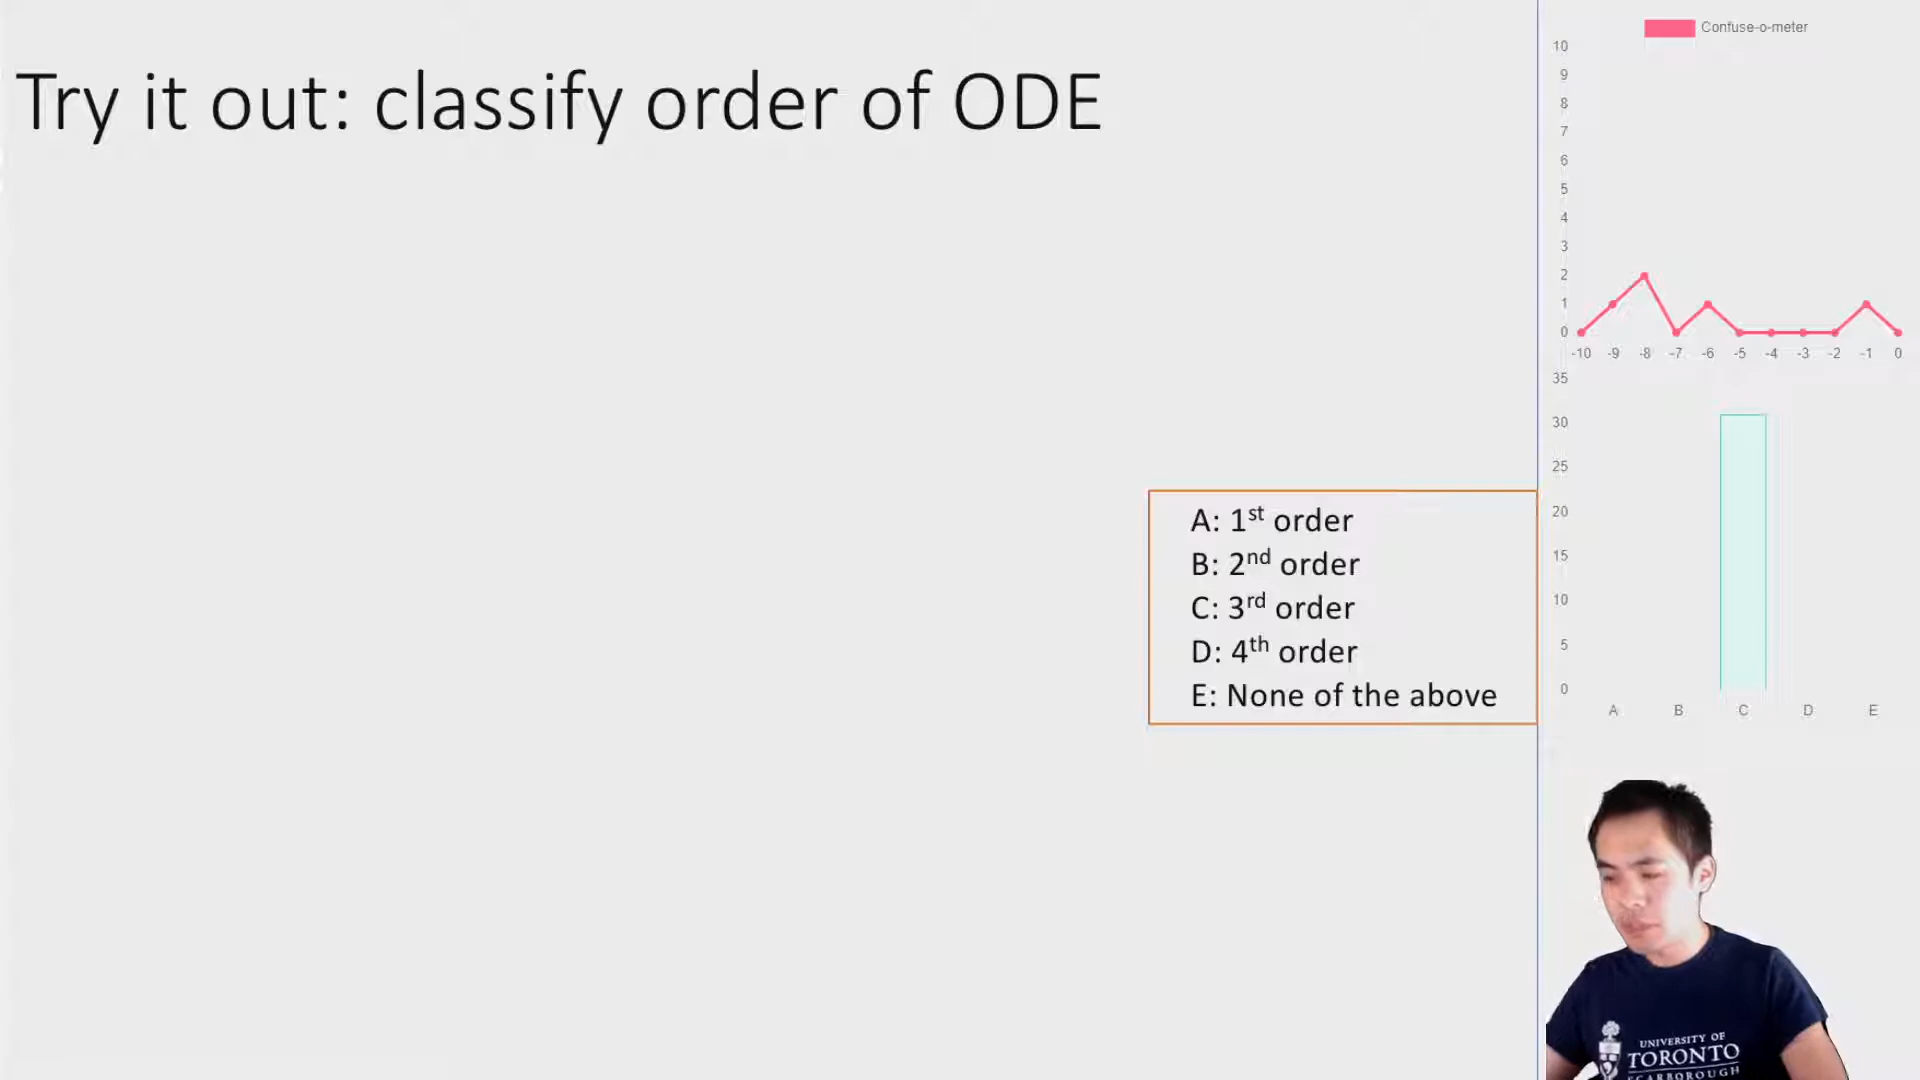 Try it out: classify order of ODE
A: 1st order
B: 2nd order
C: 3rd order
D: 4th order
E: None of the above
Confuse-o-meter
10
9
8
7
6
5
4
3
2
1
0
-10 -9 -8 -7 -6 -5 -4 -3 -2 -1 0
35
30
25
20
15
10
5
0
A B C D E
UNIVERSITY OF
TORONTO
SCARBOROUGH